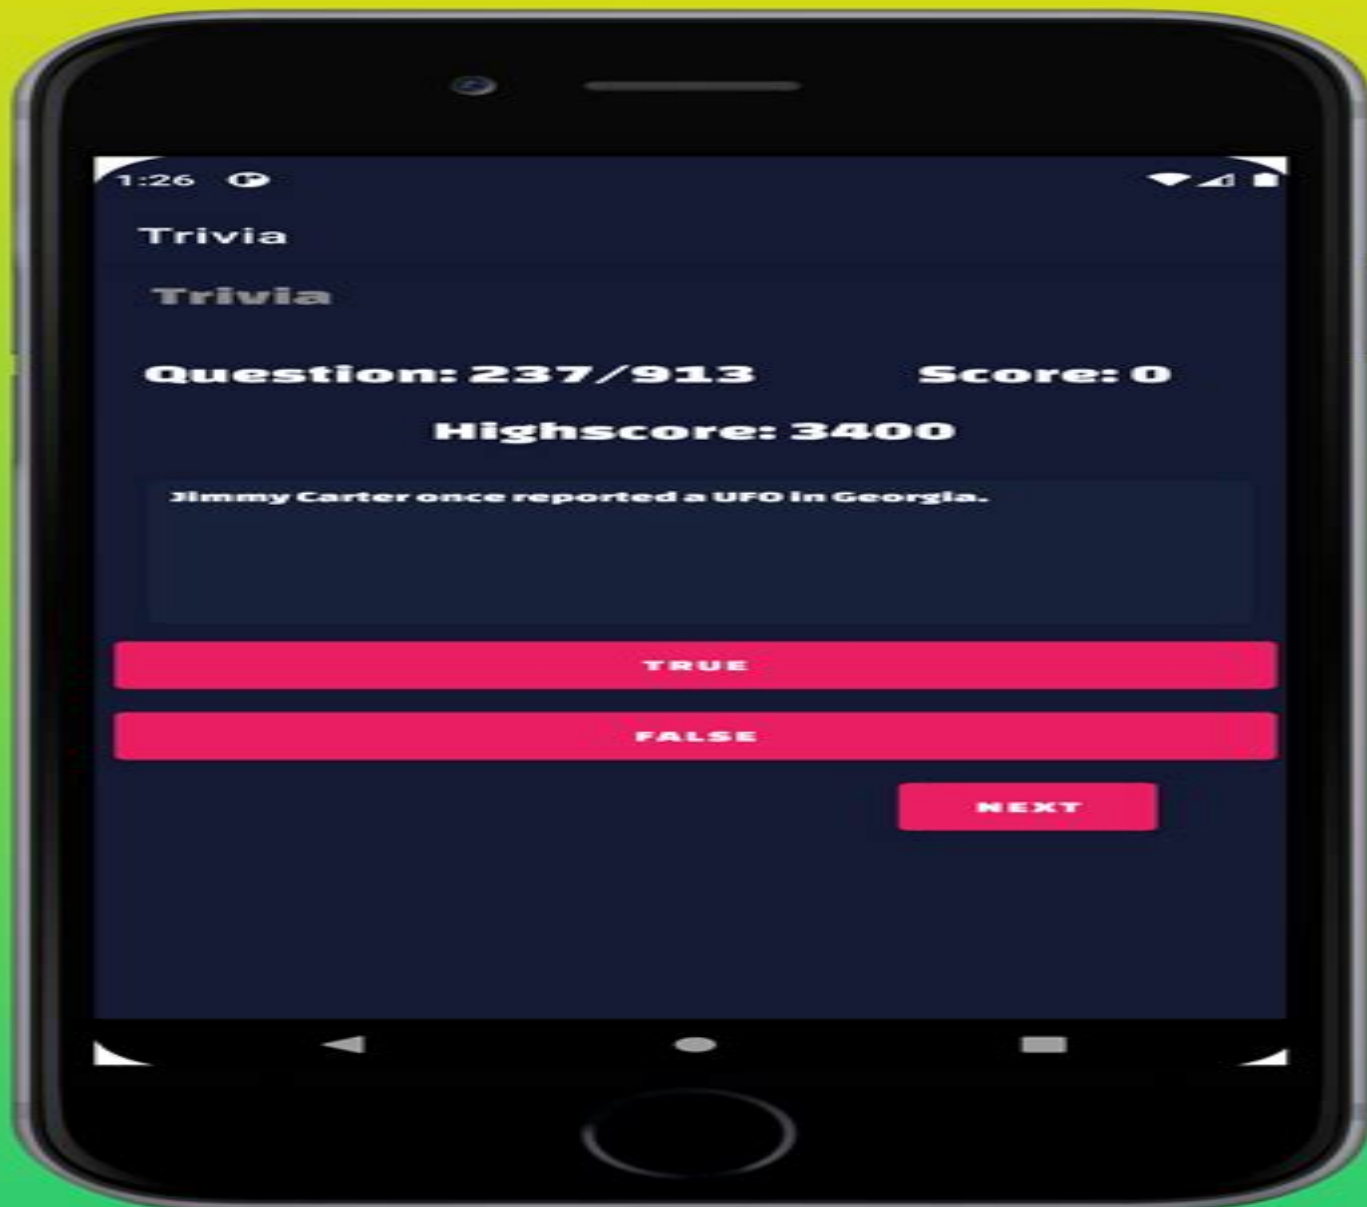 1:26
Trivia
Trivia
Question: 237/913 Score: 0
Highscore: 3400
Jimmy Carter once reported a UFO in Georgia.
TRUE
FALSE
NEXT